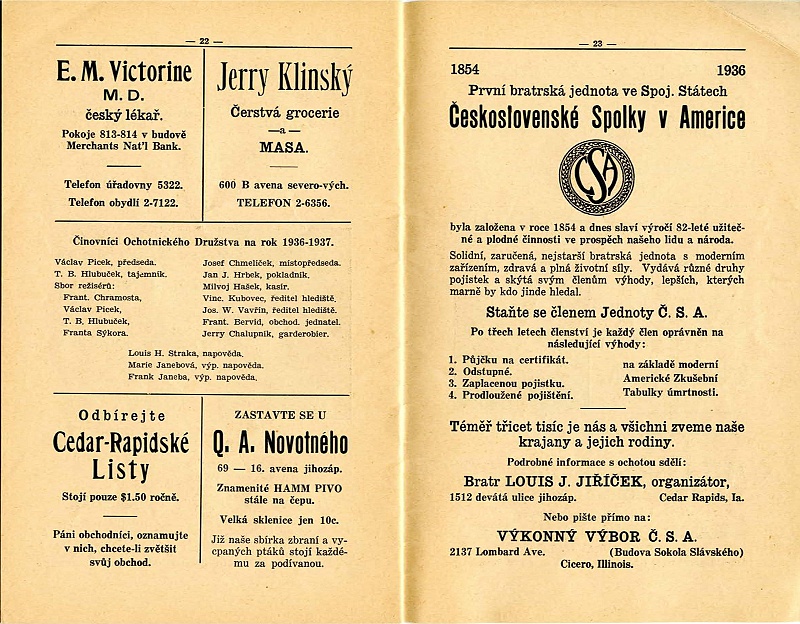 — 22 —
E. M. Victorine
M. D.
český lékař.
Pokoje 813-814 v budově
Merchants Nat'l Bank.
Telefon úřadovny 5322.
Telefon obydlí 2-7122.
Jerry Klinský
Čerstvá grocerie
—a—
MASA.
600 B avena severo-vých.
TELEFON 2-6356.
Činovníci Ochotnického Družstva na rok 1936-1937.
Václav Picek, předseda.
T. B. Hlubuček, tajemník.
Sbor režisérů:
Frant. Chramosta,
Václav Picek,
T. B. Hlubuček,
Franta Sýkora.
Josef Chmelíček, místopředseda.
Jan J. Hrbek, pokladník.
Milvoj Hašek, kasír.
Vinc. Kubovec, ředitel hlediště.
Jos. W. Vavřín, ředitel hlediště.
Frant. Bervid, obchod. jednatel.
Jerry Chalupník, garderobier.
Louis H. Straka, napověda.
Marie Janebová, výp. napověda.
Frank Janeba, výp. napověda.
Odbírejte
Cedar-Rapidské
Listy
Stojí pouze $1.50 ročně.
Páni obchodníci, oznamujte
v nich, chcete-li zvětšit
svůj obchod.
ZASTAVTE SE U
Q. A. Novotného
69 — 16. avena jihozáp.
Znamenité HAMM PIVO
stále na čepu.
Velká sklenice jen 10c.
Již naše sbírka zbraní a vy-
cpaných ptáků stojí každé-
mu za podívanou.
— 23 —
1854 1936
První bratrská jednota ve Spoj. Státech
Československé Spolky v Americe
CSA
byla založena v roce 1854 a dnes slaví výročí 82-leté užiteč-
né a plodné činnosti ve prospěch našeho lidu a národa.
Solidní, zaručená, nejstarší bratrská jednota s moderním
zařízením, zdravá a plná životní síly. Vydává různé druhy
pojistek a skýtá svým členům výhody, lepších, kterých
marně by kdo jinde hledal.
Staňte se členem Jednoty Č. S. A.
Po třech letech členství je každý člen oprávněn na
následující výhody:
1. Půjčku na certifikát.
2. Odstupné.
3. Zaplacenou pojistku.
4. Prodloužené pojištění.
na základě moderní
Americké Zkušební
Tabulky úmrtnosti.
Téměř třicet tisíc je nás a všichni zveme naše
krajany a jejich rodiny.
Podrobné informace s ochotou sdělí:
Bratr LOUIS J. JIŘÍČEK, organizátor,
1512 devátá ulice jihozáp. Cedar Rapids, Ia.
Nebo pište přímo na:
VÝKONNÝ VÝBOR Č. S. A.
2137 Lombard Ave. (Budova Sokola Slávského)
Cicero, Illinois.